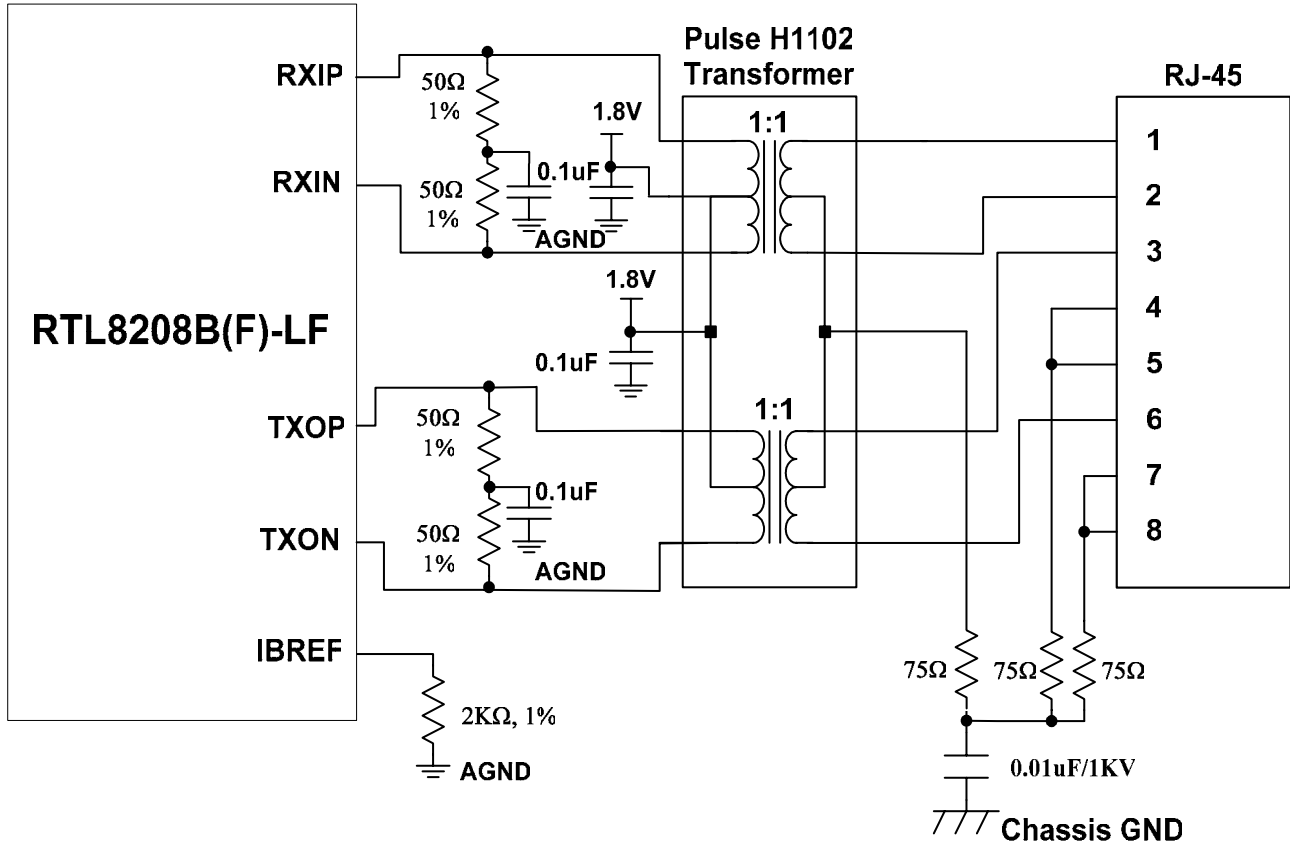 Pulse H1102
Transformer
RJ-45
RXIP
50Ω
1%
1.8V
1:1
1
0.1uF
RXIN
50Ω
1%
2
AGND
3
1.8V
4
RTL8208B(F)-LF
0.1uF
5
1:1
TXOP
50Ω
1%
6
7
0.1uF
TXON
50Ω
1%
8
AGND
IBREF
75Ω
75Ω
75Ω
2KΩ, 1%
AGND
0.01uF/1KV
Chassis GND